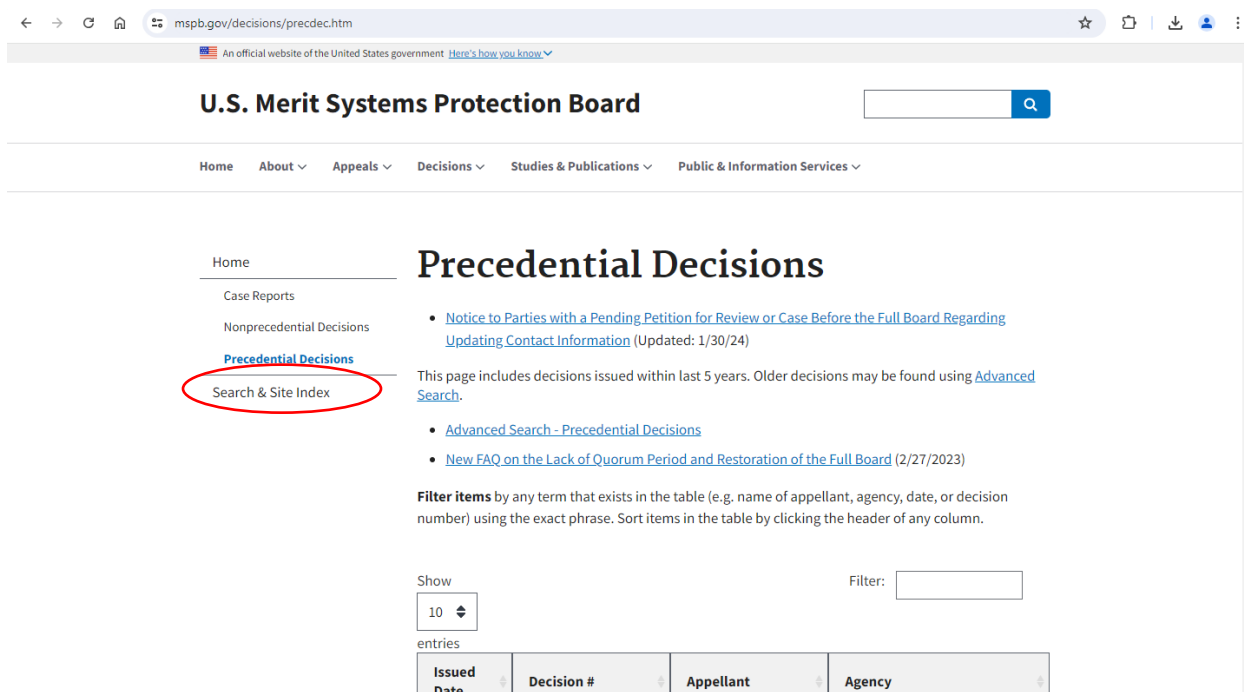 mspb.gov/decisions/precdec.htm
An official website of the United States government Here's how you know
U.S. Merit Systems Protection Board
Home About Appeals Decisions Studies & Publications Public & Information Services
Home
Case Reports
Nonprecedential Decisions
Precedential Decisions
Search & Site Index
Precedential Decisions
Notice to Parties with a Pending Petition for Review or Case Before the Full Board Regarding
Updating Contact Information (Updated: 1/30/24)
This page includes decisions issued within last 5 years. Older decisions may be found using Advanced
Search.
Advanced Search - Precedential Decisions
New FAQ on the Lack of Quorum Period and Restoration of the Full Board (2/27/2023)
Filter items by any term that exists in the table (e.g. name of appellant, agency, date, or decision
number) using the exact phrase. Sort items in the table by clicking the header of any column.
Show
10
entries
Filter:
Issued
Date
Decision #
Appellant
Agency